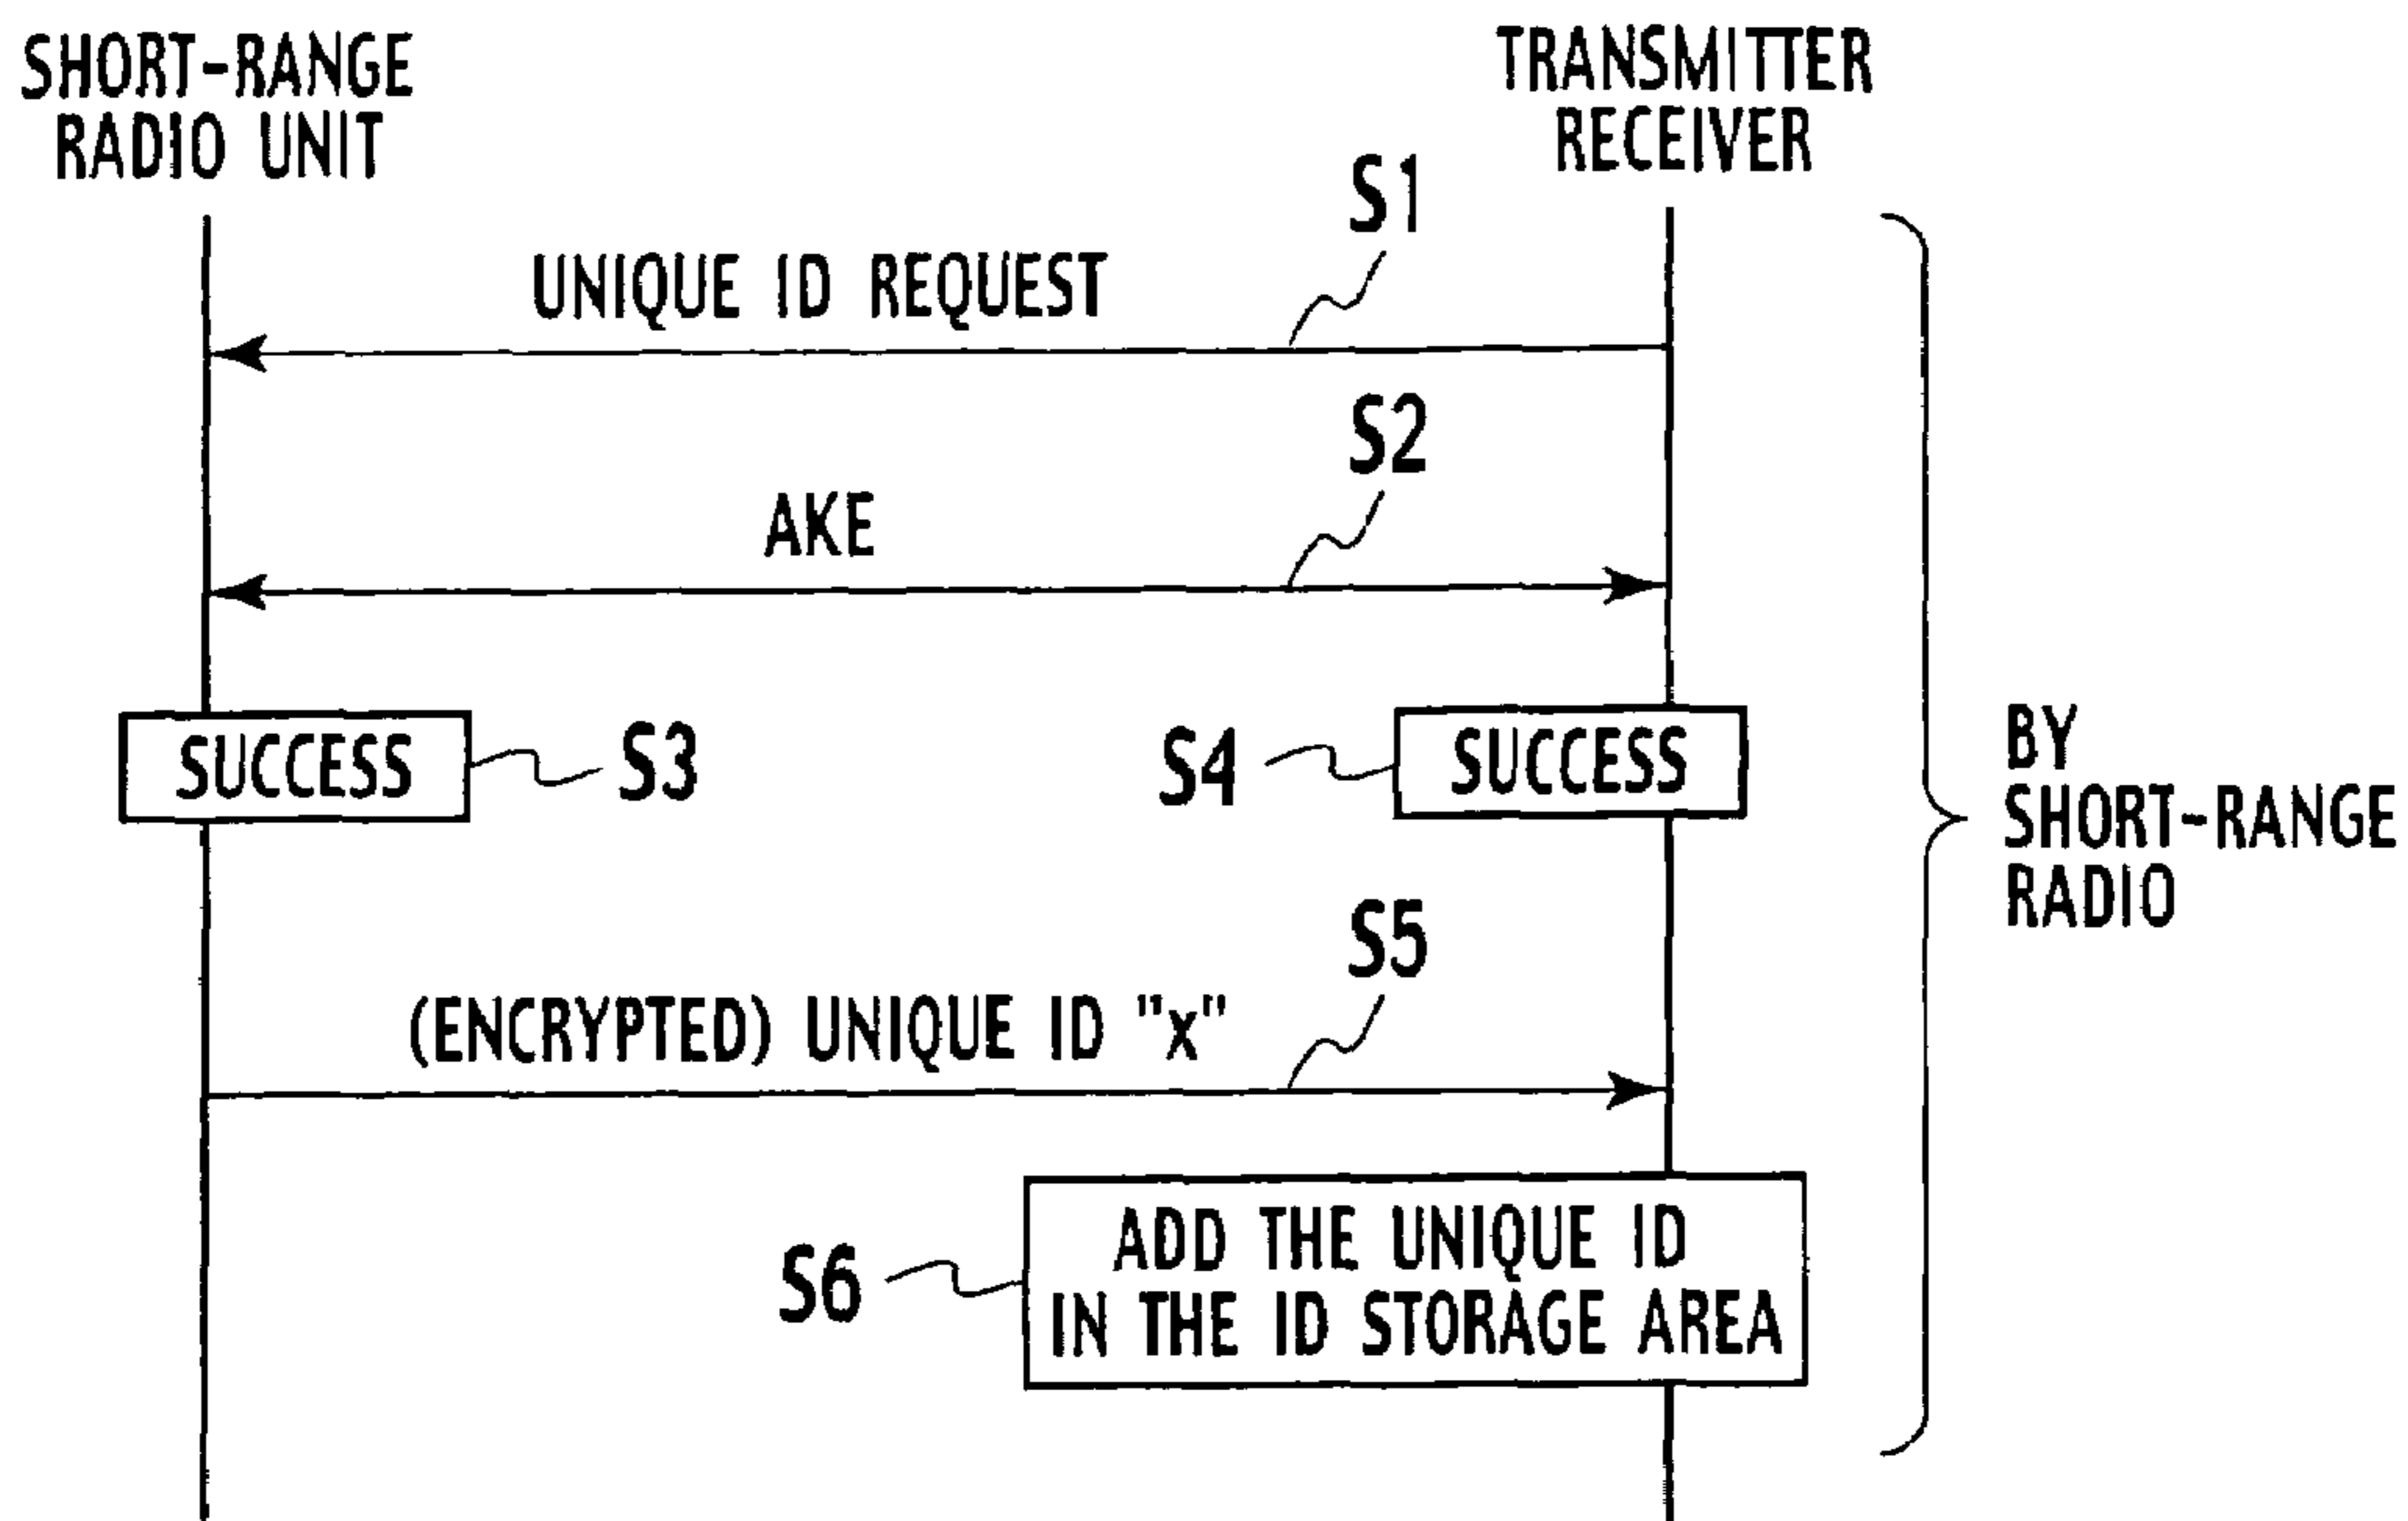 SHORT-RANGE
RADIO UNIT
TRANSMITTER
RECEIVER
S1
UNIQUE ID REQUEST
S2
AKE
SUCCESS
S3
S4
SUCCESS
BY
SHORT-RANGE
RADIO
S5
(ENCRYPTED) UNIQUE ID "X"
S6
ADD THE UNIQUE ID
IN THE ID STORAGE AREA